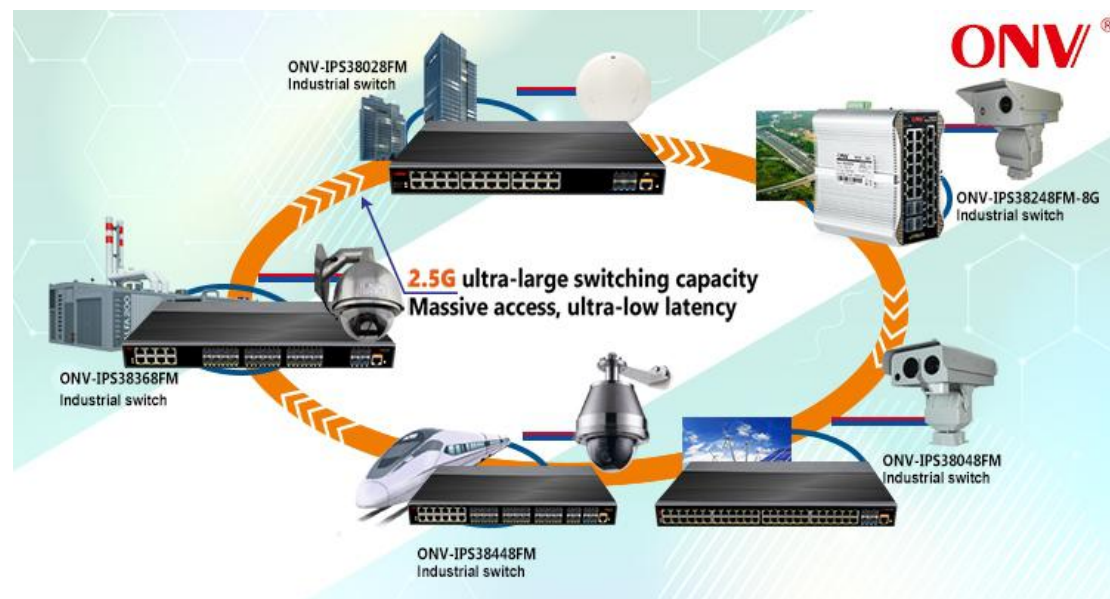 ONV®
ONV-IPS38028FM
Industrial switch
ONV-IPS38248FM-8G
Industrial switch
2.5G ultra-large switching capacity
Massive access, ultra-low latency
ONV-IPS38368FM
Industrial switch
ONV-IPS38048FM
Industrial switch
ONV-IPS38448FM
Industrial switch